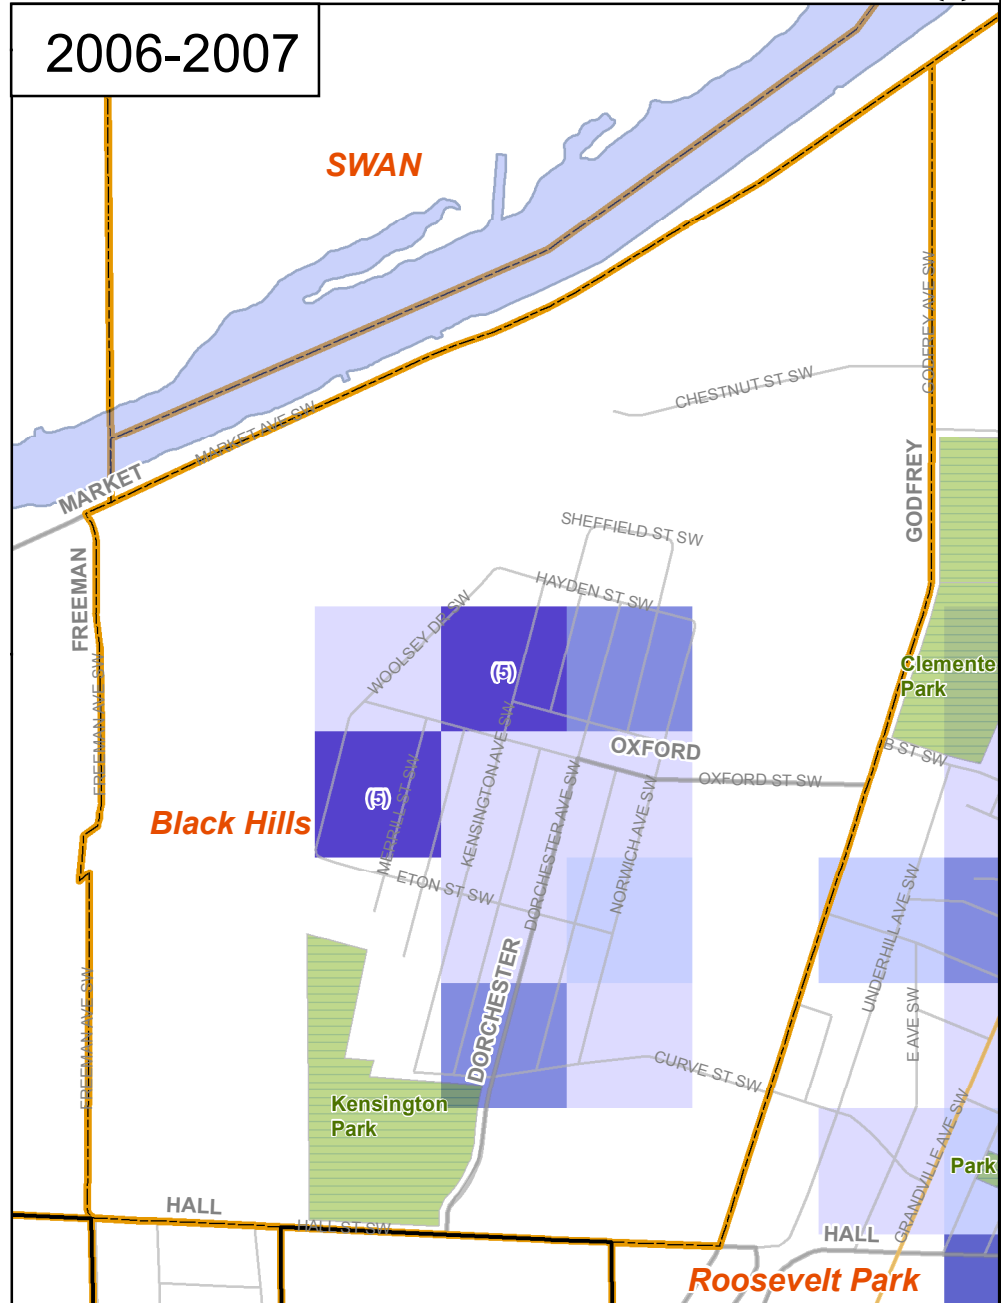 2006-2007
SWAN
MARKET AVE SW
MARKET
CHESTNUT ST SW
GODFREY AVE SW
GODFREY
FREEMAN
SHEFFIELD ST SW
HAYDEN ST SW
WOOLSEY DR SW
(5)
Clemente
Park
FREEMAN AVE SW
KENSINGTON AVE SW
OXFORD
B ST SW
OXFORD ST SW
(5)
MERRILL ST SW
DORCHESTER AVE SW
NORWICH AVE SW
Black Hills
ETON ST SW
UNDERHILL AVE SW
DORCHESTER
E AVE SW
FREEMAN AVE SW
CURVE ST SW
Kensington
Park
GRANDVILLE AVE SW
Park
HALL
HALL ST SW
HALL
Roosevelt Park